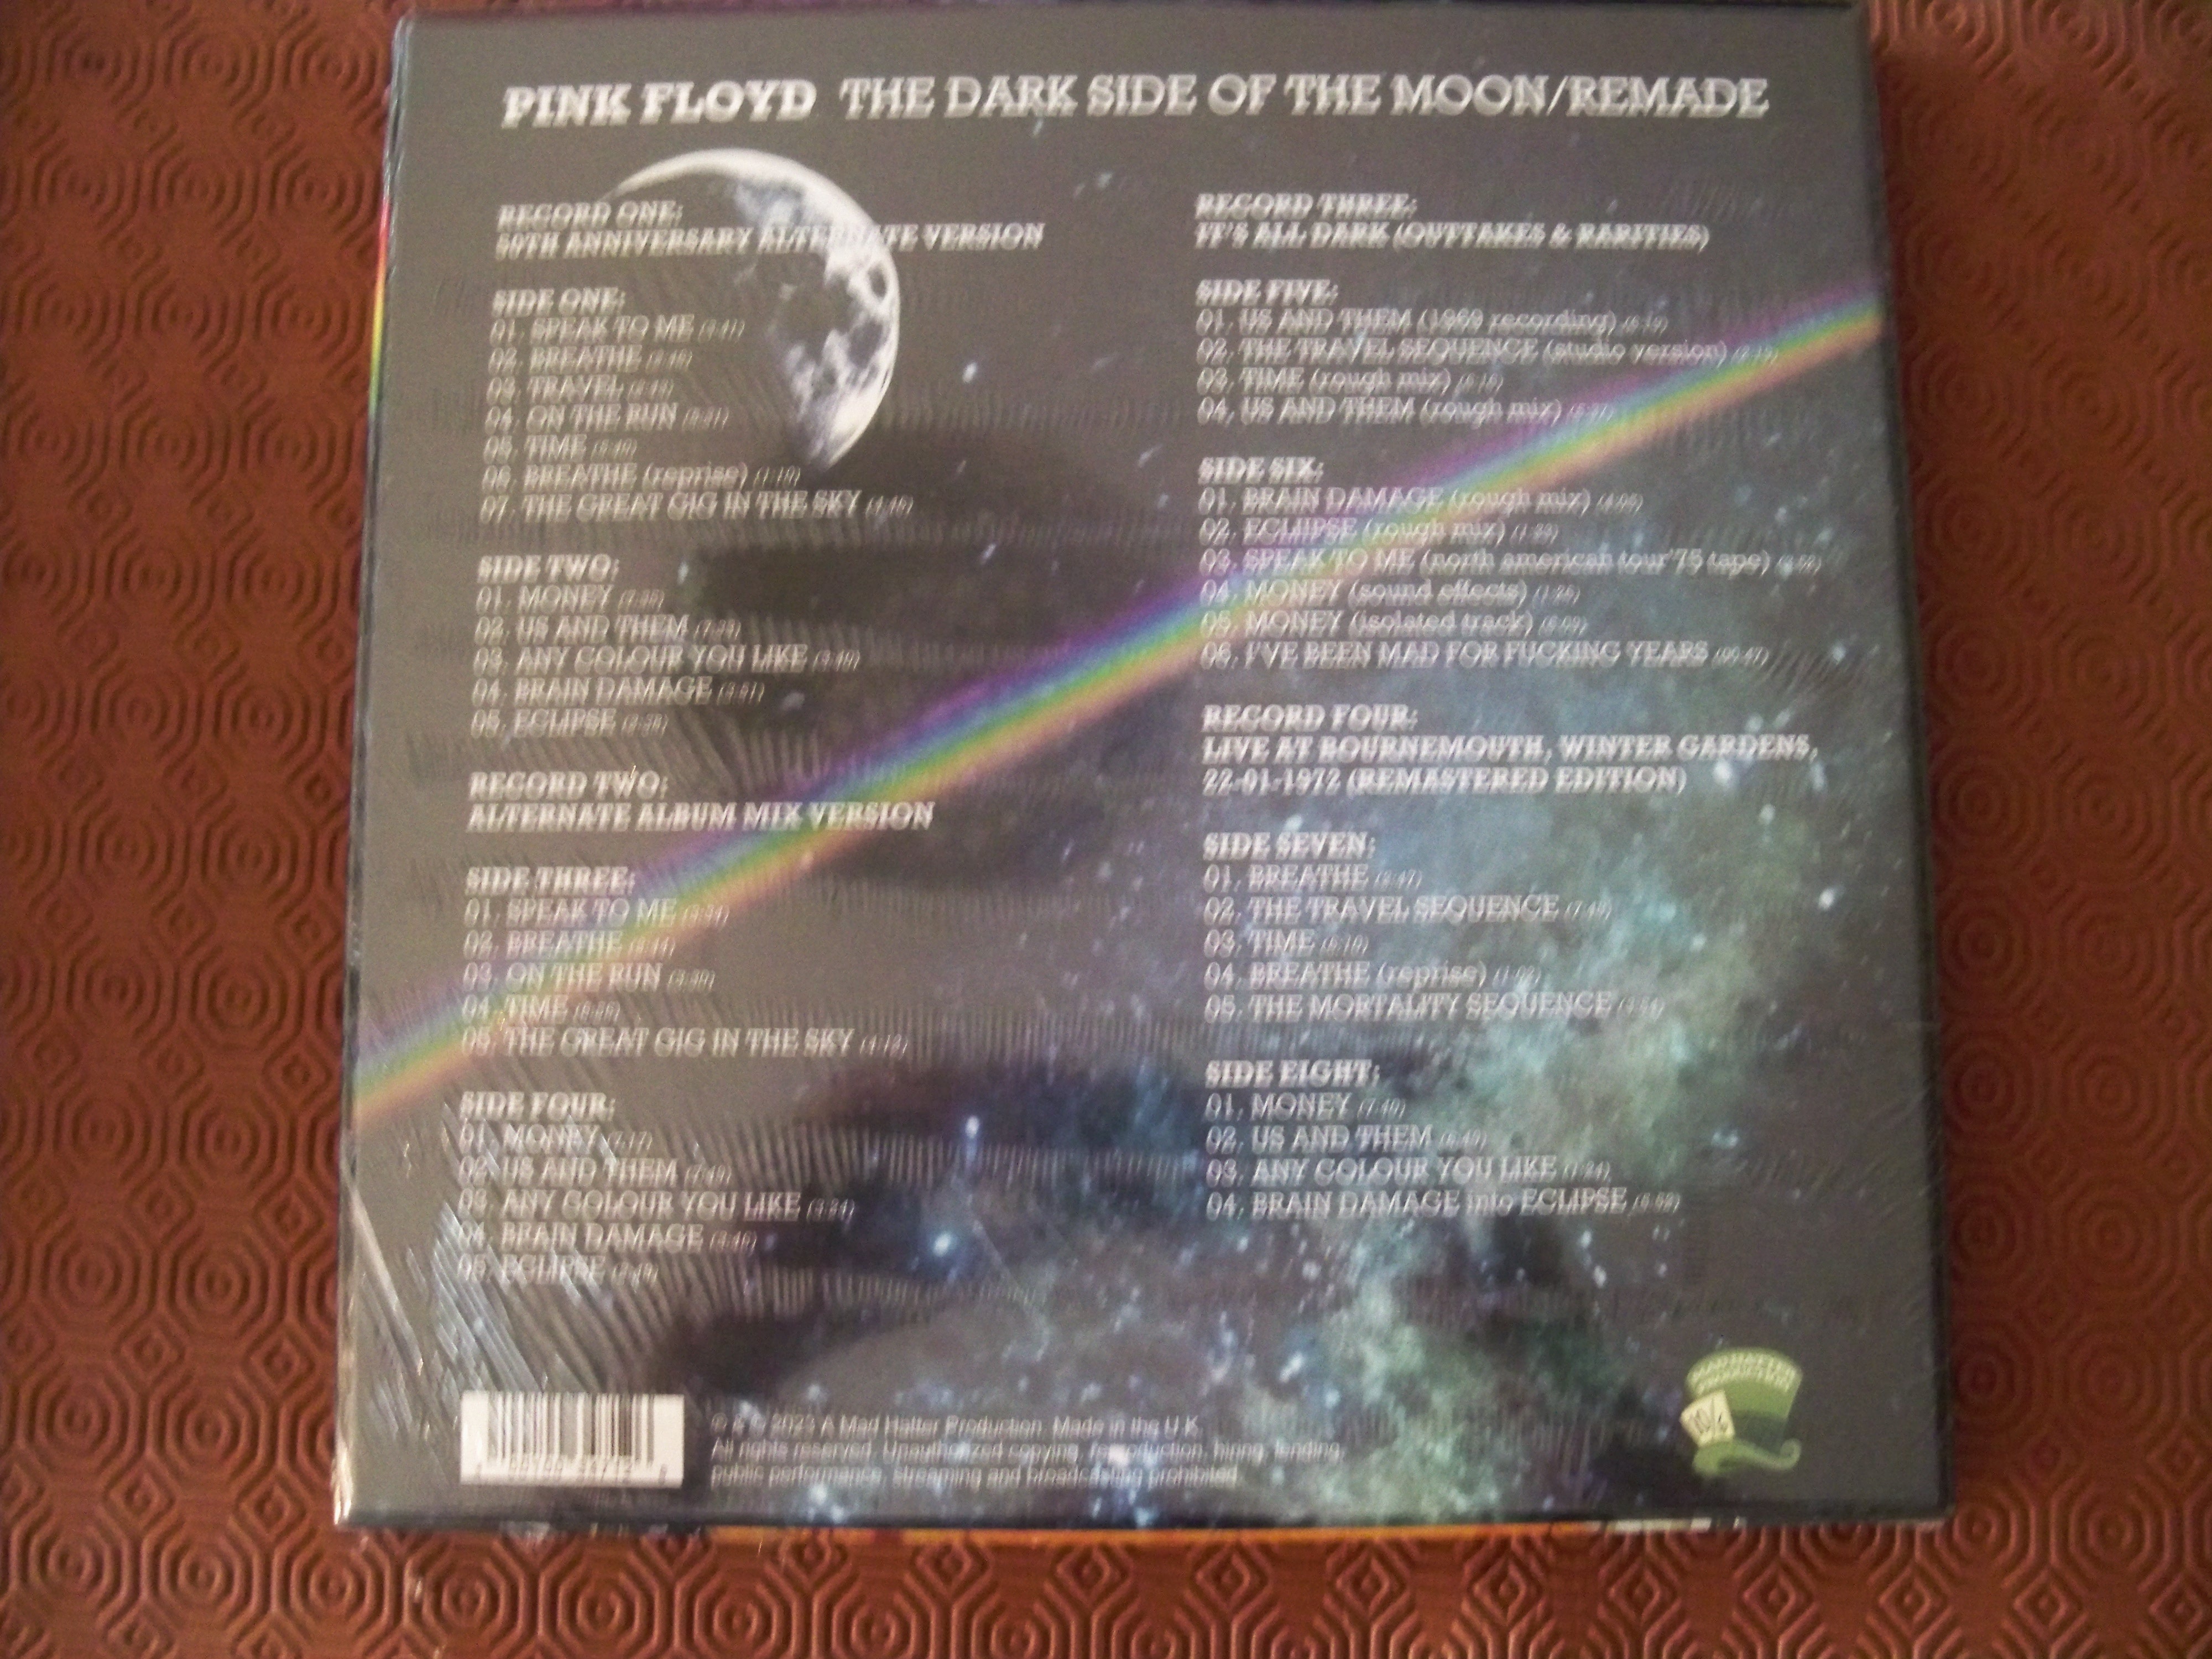 PINK FLOYD THE DARK SIDE OF THE MOON/REMADE
RECORD ONE:
50TH ANNIVERSARY ALTERNATE VERSION
SIDE ONE:
01. SPEAK TO ME
02. BREATHE
03. TRAVEL
04. ON THE RUN
05. TIME
06. BREATHE (reprise)
07. THE GREAT GIG IN THE SKY
SIDE TWO:
01. MONEY
02. US AND THEM
03. ANY COLOUR YOU LIKE
04. BRAIN DAMAGE
05. ECLIPSE
RECORD TWO:
ALTERNATE ALBUM MIX VERSION
SIDE THREE:
01. SPEAK TO ME
02. BREATHE
03. ON THE RUN
04. TIME
05. THE GREAT GIG IN THE SKY
SIDE FOUR:
01. MONEY
02. US AND THEM
03. ANY COLOUR YOU LIKE
04. BRAIN DAMAGE
05. ECLIPSE
RECORD THREE:
IT'S ALL DARK (OUTTAKES & RARITIES)
SIDE FIVE:
01. US AND THEM (1969 recording)
02. THE TRAVEL SEQUENCE (studio version)
03. TIME (rough mix)
04. US AND THEM (rough mix)
SIDE SIX:
01. BRAIN DAMAGE (rough mix)
02. ECLIIPSE (rough mix)
03. SPEAK TO ME (north american tour'75 tape)
04. MONEY (sound effects)
05. MONEY (isolated track)
06. I'VE BEEN MAD FOR FUCKING YEARS
RECORD FOUR:
LIVE AT BOURNEMOUTH, WINTER GARDENS,
22-01-1972 (REMASTERED EDITION)
SIDE SEVEN:
01. BREATHE
02. THE TRAVEL SEQUENCE
03. TIME
04. BREATHE (reprise)
05. THE MORTALITY SEQUENCE
SIDE EIGHT:
01. MONEY
02. US AND THEM
03. ANY COLOUR YOU LIKE
04. BRAIN DAMAGE into ECLIPSE
2023 A Mad Hatter Production. Made in the U.K.
All rights reserved. Unauthorized copying, reproduction, hiring, lending,
public performance, streaming and broadcasting prohibited.
MAD HATTER
PRODUCTION
10/6